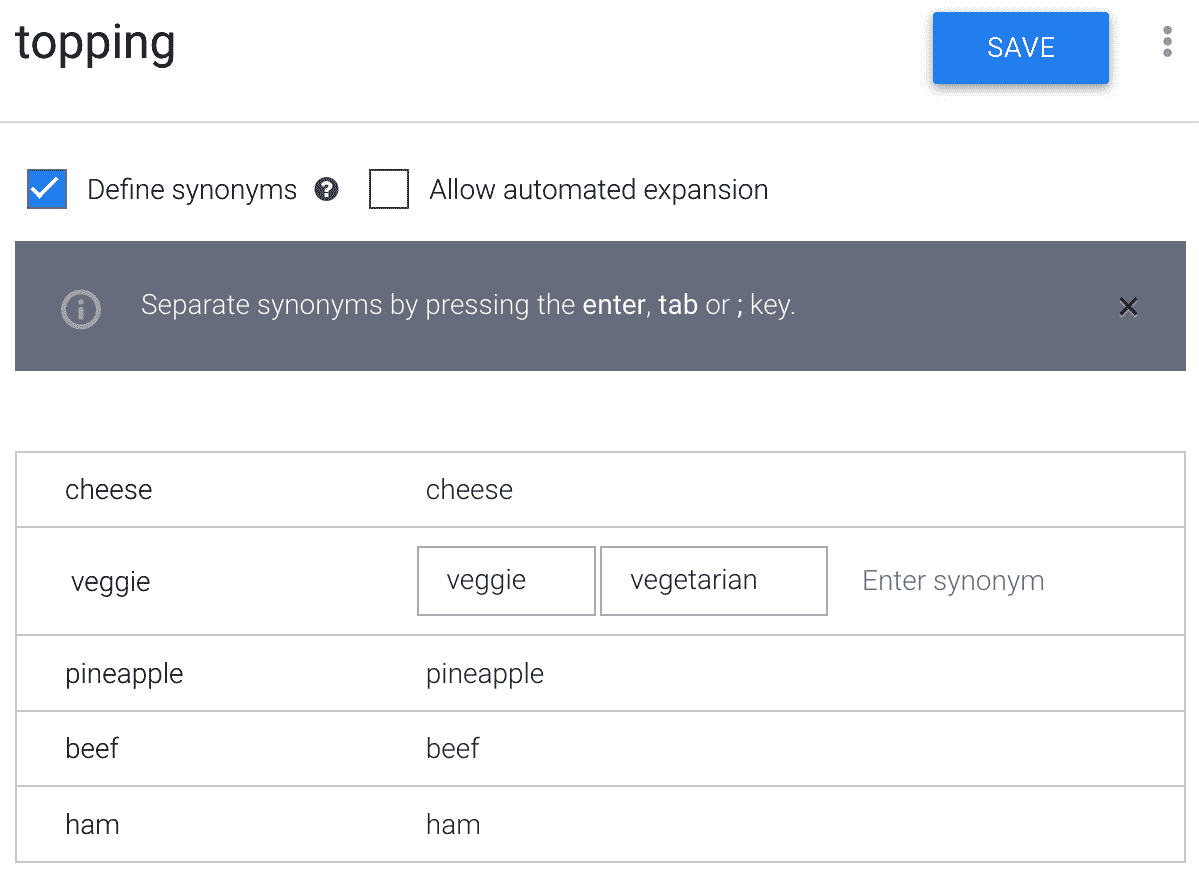 topping
SAVE
Define synonyms ? Allow automated expansion
i Separate synonyms by pressing the enter, tab or ; key.
cheese cheese
veggie veggie vegetarian Enter synonym
pineapple pineapple
beef beef
ham ham